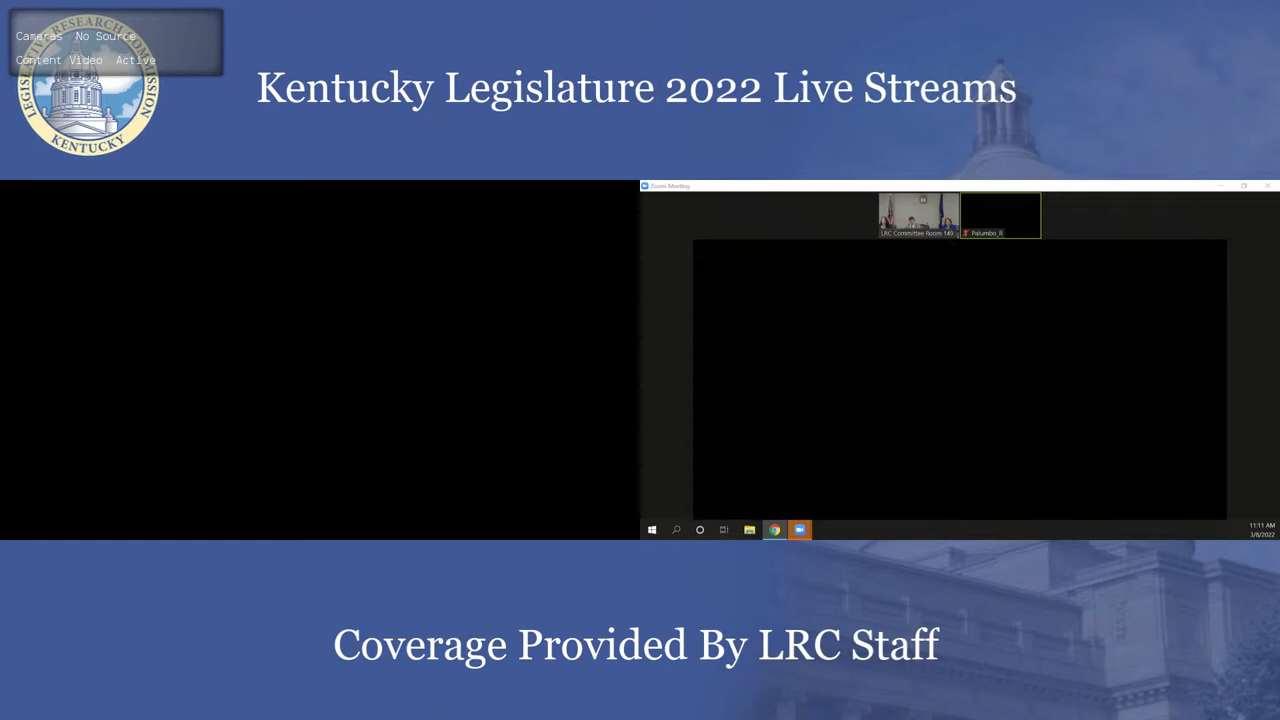 Cameras No Source
Content Video Active
LEGISLATIVE RESEARCH COMMISSION
KENTUCKY
Kentucky Legislature 2022 Live Streams
Zoom Meeting
LRC Committee Room 149
Palumbo_R
11:11 AM
3/8/2022
Coverage Provided By LRC Staff